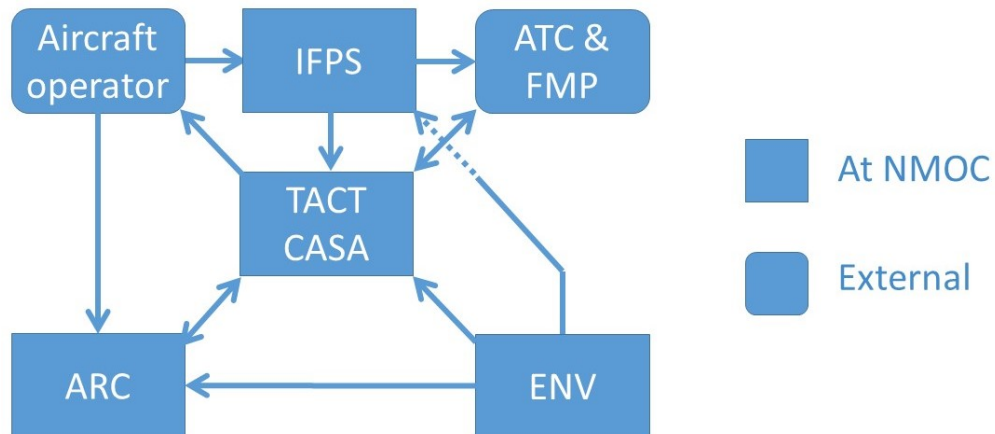 Aircraft
operator
IFPS
ATC &
FMP
At NMOC
TACT
CASA
External
ARC
ENV